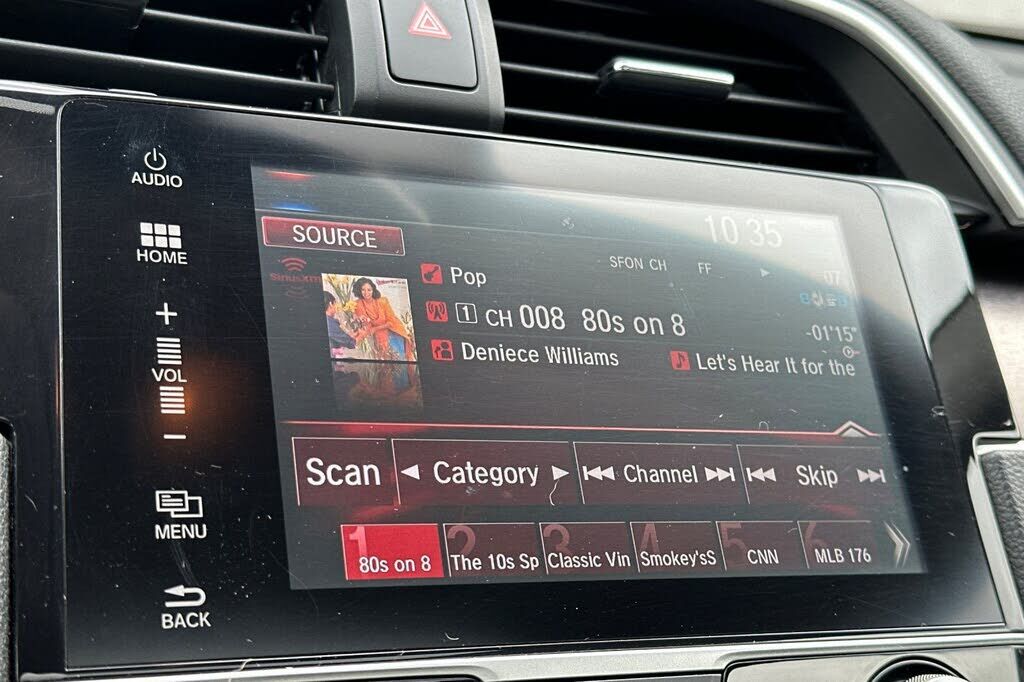 AUDIO
HOME
+
VOL
−
MENU
BACK
10:35
SOURCE
SFON CH FF
siriusxm
Pop
1 CH 008 80s on 8
-01'15"
Deniece Williams
Let's Hear It for the
Scan
Category
Channel
Skip
1 80s on 8
2 The 10s Sp
3 Classic Vin
4 Smokey'sS
5 CNN
6 MLB 176